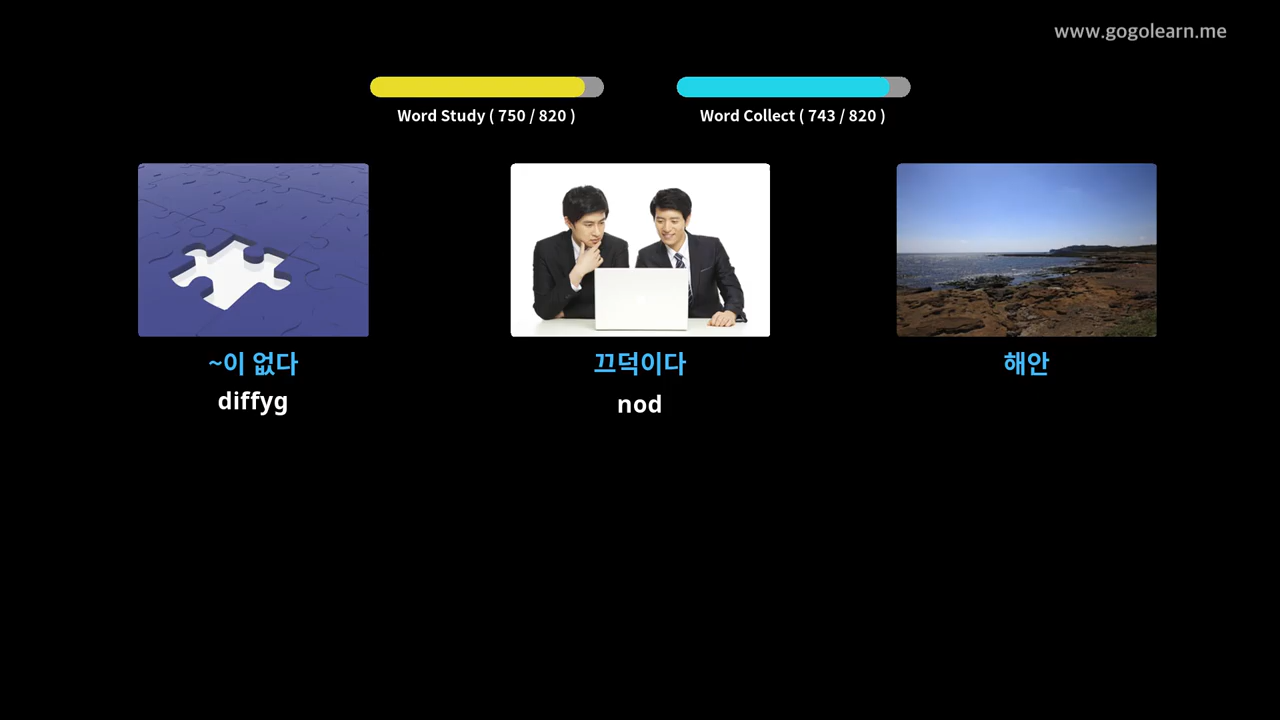 www.gogolearn.me
Word Study ( 750 / 820 )
Word Collect ( 743 / 820 )
~이 없다
끄덕이다
해안
diffyg
nod